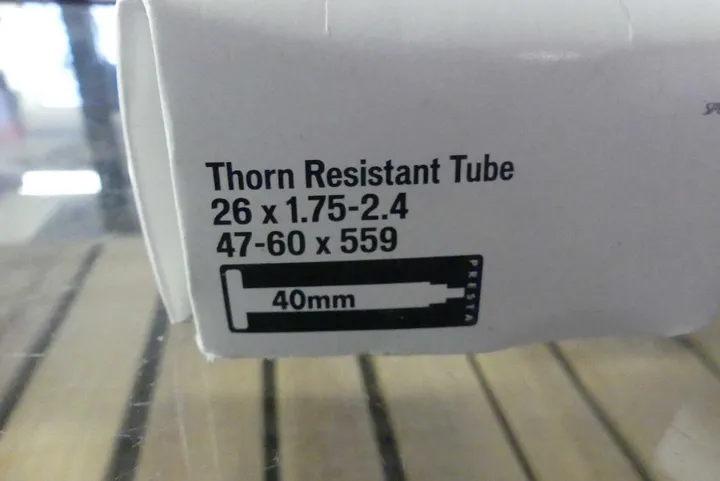 Thorn Resistant Tube
26 x 1.75-2.4
47-60 x 559
40mm
PRESTA